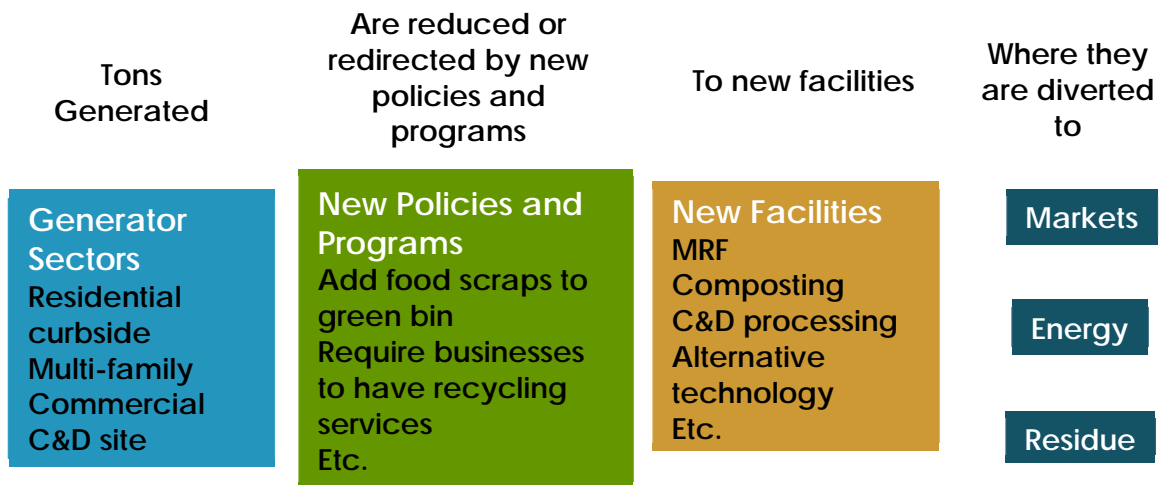 Tons
Generated
Are reduced or
redirected by new
policies and
programs
To new facilities
Where they
are diverted
to
Generator
Sectors
Residential
curbside
Multi-family
Commercial
C&D site
New Policies and
Programs
Add food scraps to
green bin
Require businesses
to have recycling
services
Etc.
New Facilities
MRF
Composting
C&D processing
Alternative
technology
Etc.
Markets
Energy
Residue